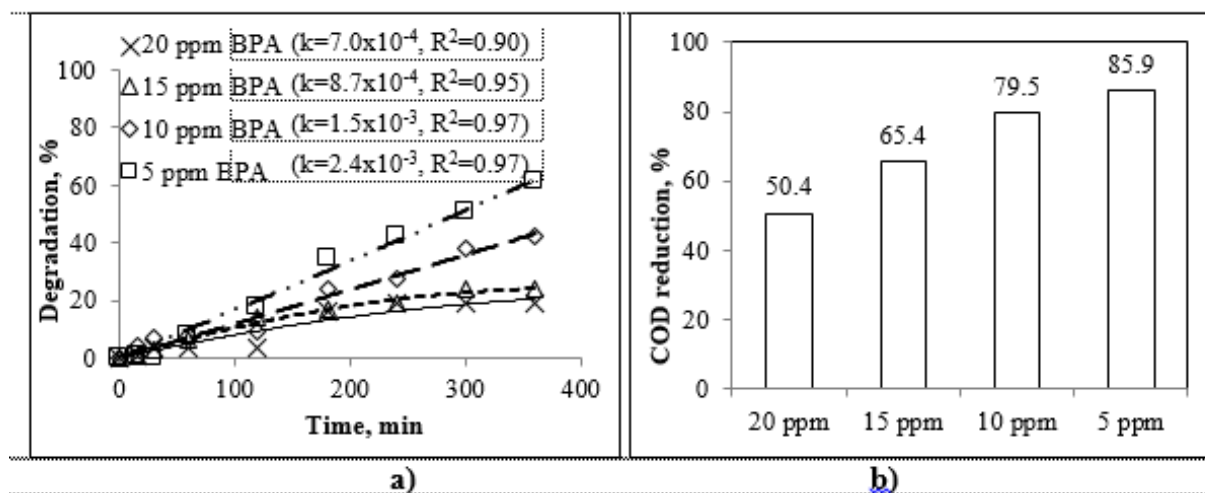 ×20 ppm BPA (k=7.0x10⁻⁴, R²=0.90)
△15 ppm BPA (k=8.7x10⁻⁴, R²=0.95)
◇10 ppm BPA (k=1.5x10⁻³, R²=0.97)
□5 ppm BPA (k=2.4x10⁻³, R²=0.97)
Degradation, %
100
80
60
40
20
0
0 100 200 300 400
Time, min
a)
COD reduction, %
100
80
60
40
20
0
50.4
65.4
79.5
85.9
20 ppm 15 ppm 10 ppm 5 ppm
b)